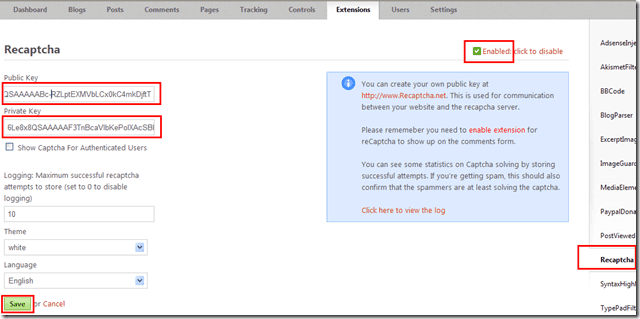 Dashboard Blogs Posts Comments Pages Tracking Controls Extensions Users Settings
Recaptcha
Enabled: click to disable
Public Key
Private Key
Show Captcha For Authenticated Users
Logging: Maximum successful recaptcha
attempts to store (set to 0 to disable
logging)
10
Theme
white
Language
English
Save or Cancel
You can create your own public key at
http://www.Recaptcha.net. This is used for communication
between your website and the recapcha server.
Please rememeber you need to enable extension for
reCaptcha to show up on the comments form.
You can see some statistics on Captcha solving by storing
successful attempts. If you're getting spam, this should also
confirm that the spammers are at least solving the captcha.
Click here to view the log
AdsenseInje
AkismetFilte
BBCode
BlogParser
ExcerptImag
ImageGuard
MediaElemen
PaypalDona
PostViewed
Recaptcha
SyntaxHighl
TypePadFilt